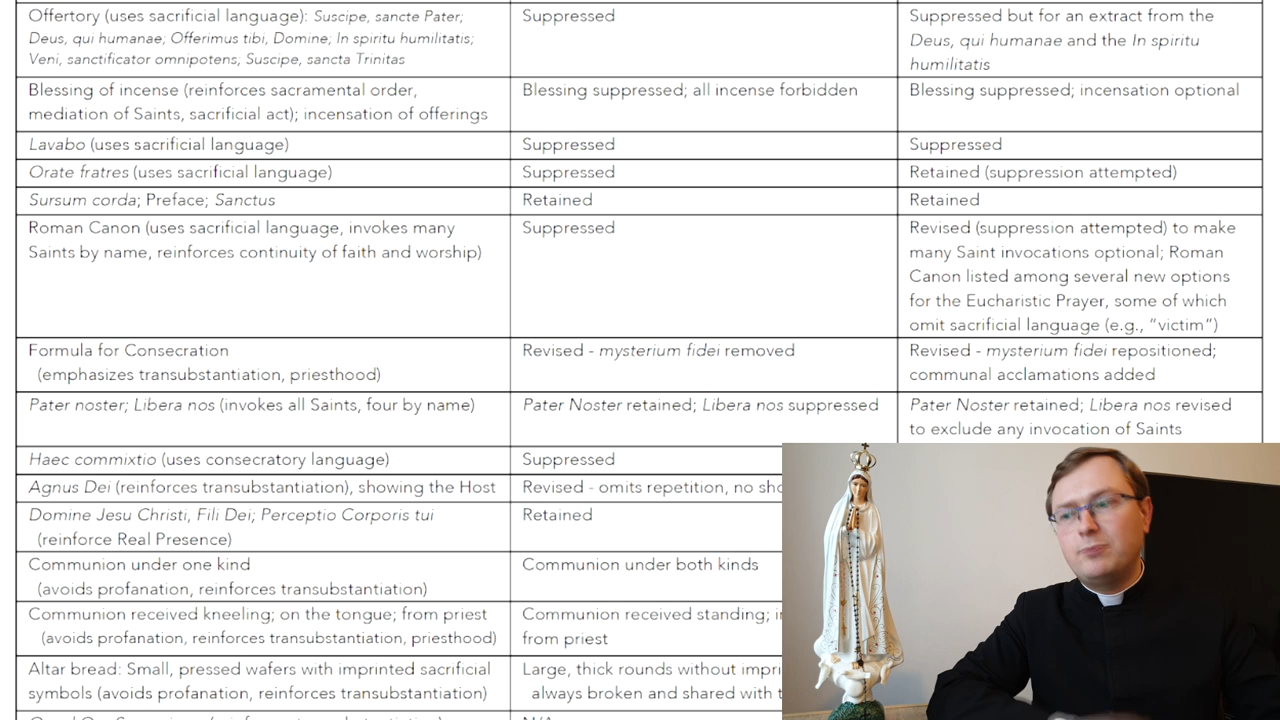 Offertory (uses sacrificial language): Suscipe, sancte Pater;
Deus, qui humanae; Offerimus tibi, Domine; In spiritu humilitatis;
Veni, sanctificator omnipotens, Suscipe, sancta Trinitas
Suppressed
Suppressed but for an extract from the
Deus, qui humanae and the In spiritu
humilitatis
Blessing of incense (reinforces sacramental order,
mediation of Saints, sacrificial act); incensation of offerings
Blessing suppressed; all incense forbidden
Blessing suppressed; incensation optional
Lavabo (uses sacrificial language)
Suppressed
Suppressed
Orate fratres (uses sacrificial language)
Suppressed
Retained (suppression attempted)
Sursum corda; Preface; Sanctus
Retained
Retained
Roman Canon (uses sacrificial language, invokes many
Saints by name, reinforces continuity of faith and worship)
Suppressed
Revised (suppression attempted) to make
many Saint invocations optional; Roman
Canon listed among several new options
for the Eucharistic Prayer, some of which
omit sacrificial language (e.g., “victim”)
Formula for Consecration
(emphasizes transubstantiation, priesthood)
Revised - mysterium fidei removed
Revised - mysterium fidei repositioned;
communal acclamations added
Pater noster; Libera nos (invokes all Saints, four by name)
Pater Noster retained; Libera nos suppressed
Pater Noster retained; Libera nos revised
to exclude any invocation of Saints
Haec commixtio (uses consecratory language)
Suppressed
Agnus Dei (reinforces transubstantiation), showing the Host
Revised - omits repetition, no
Domine Jesu Christi, Fili Dei; Perceptio Corporis tui
(reinforce Real Presence)
Retained
Communion under one kind
(avoids profanation, reinforces transubstantiation)
Communion under both kinds
Communion received kneeling; on the tongue; from priest
(avoids profanation, reinforces transubstantiation, priesthood)
Communion received standing;
from priest
Altar bread: Small, pressed wafers with imprinted sacrificial
symbols (avoids profanation, reinforces transubstantiation)
Large, thick rounds without
always broken and shared with